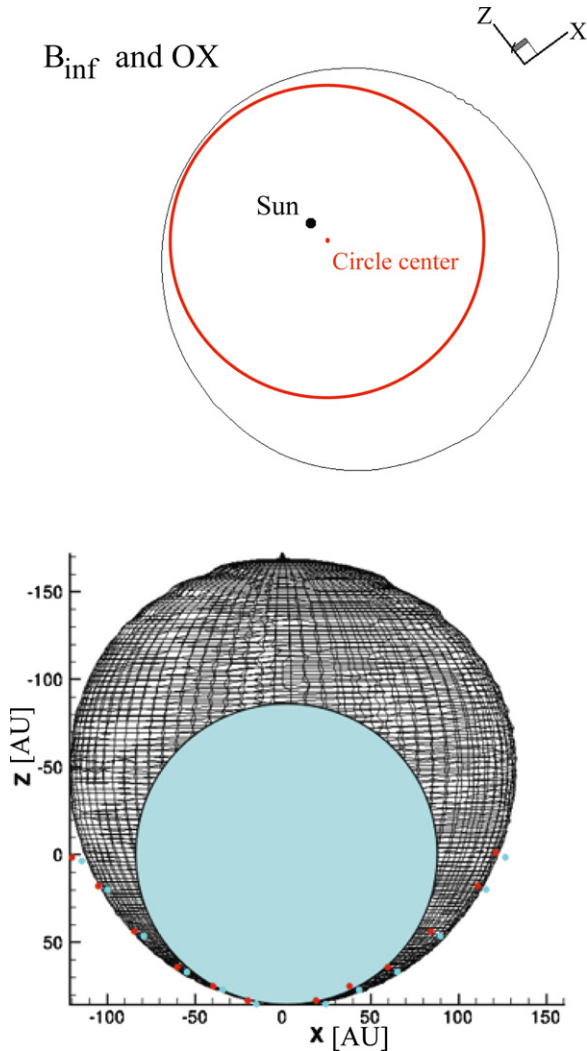 Z
X
B_inf and OX
Sun
Circle center
-150
-100
-50
0
50
z [AU]
-100
-50
0
50
100
150
x [AU]